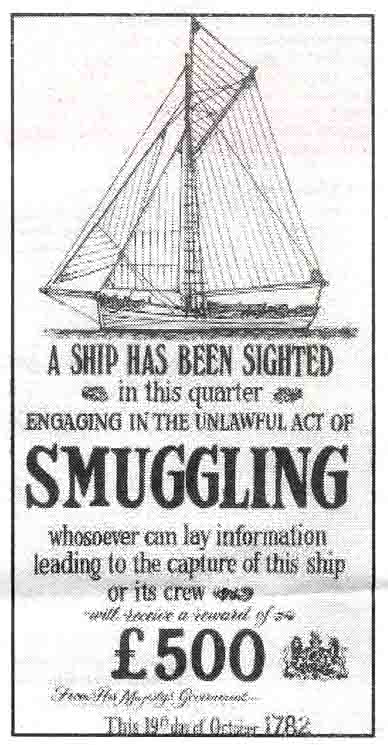 A SHIP HAS BEEN SIGHTED
in this quarter
ENGAGING IN THE UNLAWFUL ACT OF
SMUGGLING
whosoever can lay information
leading to the capture of this ship
or its crew
will receive a reward of
£500
From His Majesty's Government
This 19th day of October 1782